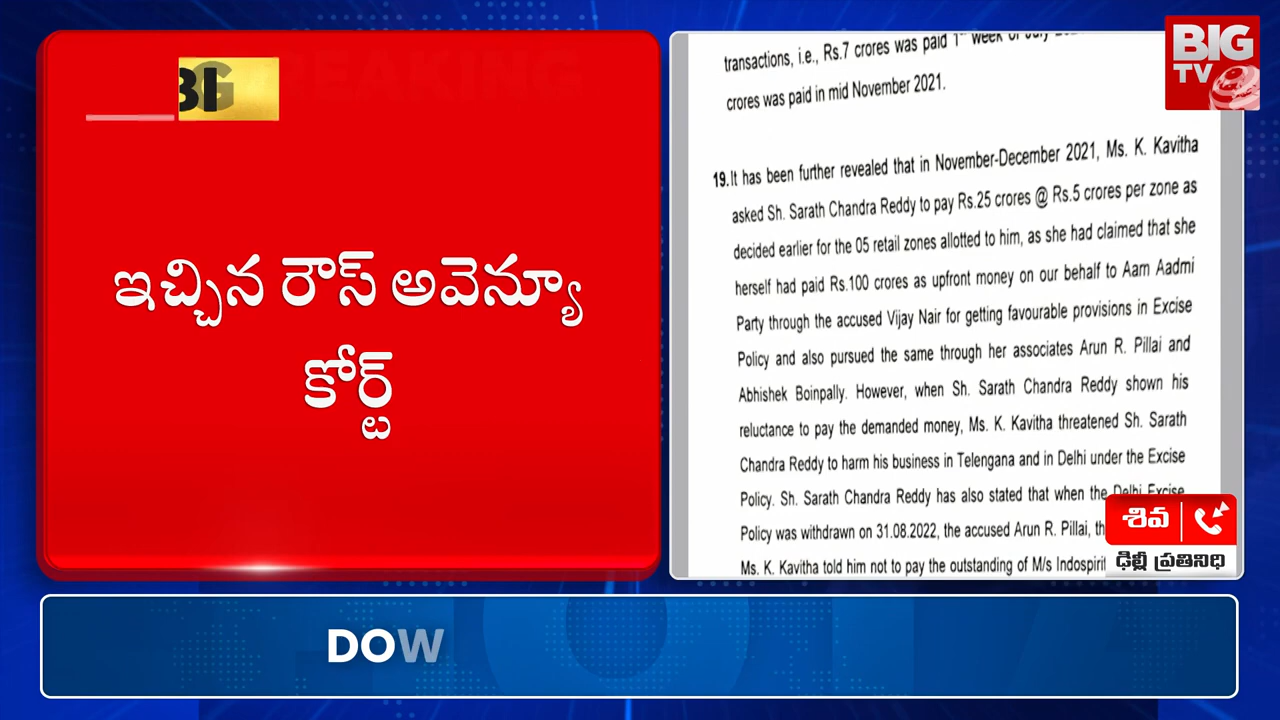 BIG
TV
BREAKING
ఇచ్చిన రౌస్ అవెన్యూ
కోర్ట్
transactions, i.e., Rs.7 crores was paid 1st week of July
crores was paid in mid November 2021.
19. It has been further revealed that in November-December 2021, Ms. K. Kavitha
asked Sh. Sarath Chandra Reddy to pay Rs.25 crores @ Rs.5 crores per zone as
decided earlier for the 05 retail zones allotted to him, as she had claimed that she
herself had paid Rs.100 crores as upfront money on our behalf to Aam Aadmi
Party through the accused Vijay Nair for getting favourable provisions in Excise
Policy and also pursued the same through her associates Arun R. Pillai and
Abhishek Boinpally. However, when Sh. Sarath Chandra Reddy shown his
reluctance to pay the demanded money, Ms. K. Kavitha threatened Sh. Sarath
Chandra Reddy to harm his business in Telengana and in Delhi under the Excise
Policy. Sh. Sarath Chandra Reddy has also stated that when the Delhi Excise
Policy was withdrawn on 31.08.2022, the accused Arun R. Pillai,
Ms. K. Kavitha told him not to pay the outstanding of M/s Indospirit
శివ
ఢిల్లీ ప్రతినిధి
DOW